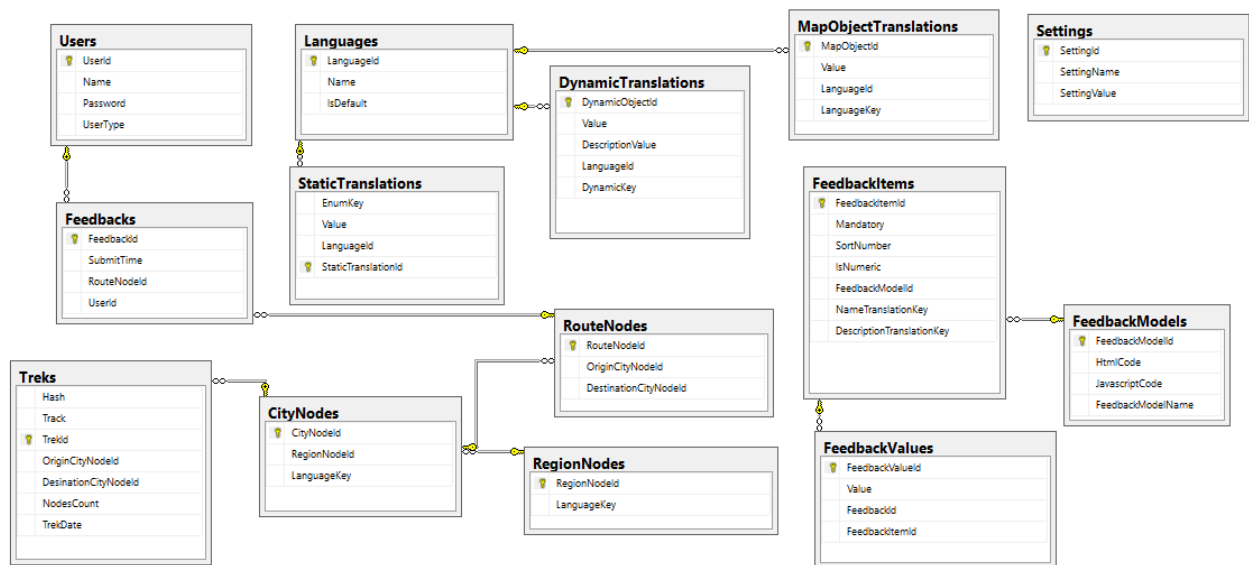 Users
UserId
Name
Password
UserType
Languages
LanguageId
Name
IsDefault
MapObjectTranslations
MapObjectId
Value
LanguageId
LanguageKey
Settings
SettingId
SettingName
SettingValue
DynamicTranslations
DynamicObjectId
Value
DescriptionValue
LanguageId
DynamicKey
StaticTranslations
EnumKey
Value
LanguageId
StaticTranslationId
FeedbackItems
FeedbackItemId
Mandatory
SortNumber
IsNumeric
FeedbackModelId
NameTranslationKey
DescriptionTranslationKey
Feedbacks
FeedbackId
SubmitTime
RouteNodeId
UserId
RouteNodes
RouteNodeId
OriginCityNodeId
DestinationCityNodeId
FeedbackModels
FeedbackModelId
HtmlCode
JavascriptCode
FeedbackModelName
Treks
Hash
Track
TrekId
OriginCityNodeId
DesinationCityNodeId
NodesCount
TrekDate
CityNodes
CityNodeId
RegionNodeId
LanguageKey
RegionNodes
RegionNodeId
LanguageKey
FeedbackValues
FeedbackValueId
Value
FeedbackId
FeedbackItemId